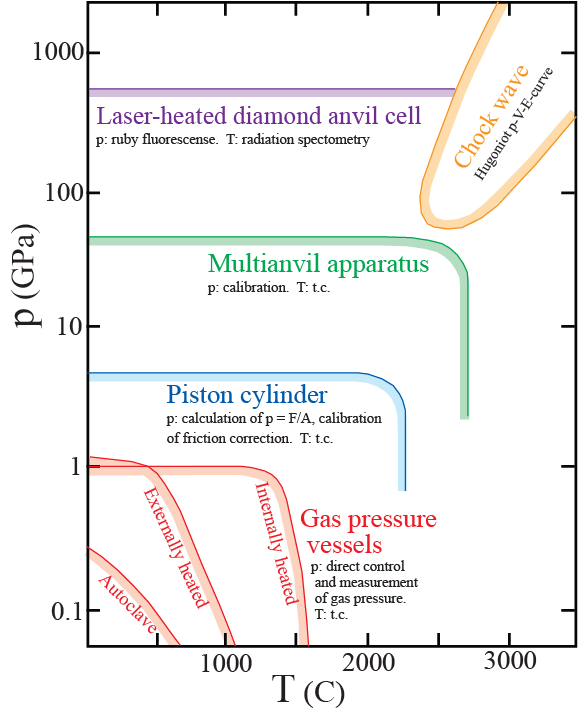 1000
Laser-heated diamond anvil cell
p: ruby fluorescense. T: radiation spectometry
Chock wave
Hugoniot p-V-E-curve
100
Multianvil apparatus
p: calibration. T: t.c.
p (GPa)
10
Piston cylinder
p: calculation of p = F/A, calibration
of friction correction. T: t.c.
1
Externally heated
Internally heated
Gas pressure
vessels
p: direct control
and measurement
of gas pressure.
T: t.c.
Autoclave
0.1
1000
2000
3000
T (C)